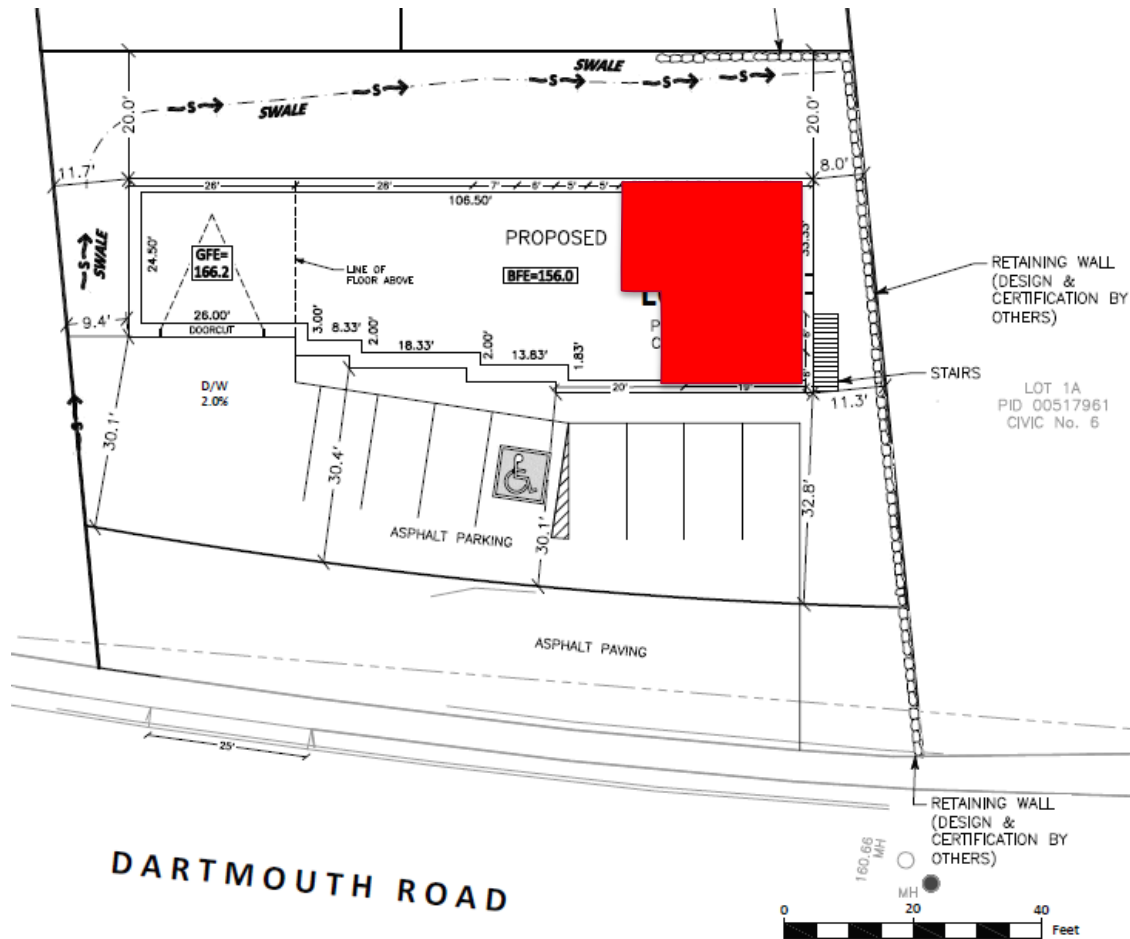 SWALE
S
S
S
S
S
SWALE
20.0'
20.0'
11.7'
8.0'
26'
28'
7'
6'
5'
5'
106.50'
PROPOSED
33.33'
24.50'
GFE=
166.2
LINE OF
FLOOR ABOVE
BFE=156.0
S
SWALE
RETAINING WALL
(DESIGN &
CERTIFICATION BY
OTHERS)
9.4'
26.00'
DOORCUT
3.00'
8.33'
2.00'
18.33'
2.00'
13.83'
1.83'
P
C
6'
6'
20'
19'
STAIRS
11.3'
LOT 1A
PID 00517961
CIVIC No. 6
D/W
2.0%
S
30.1'
30.4'
30.1'
32.8'
ASPHALT PARKING
ASPHALT PAVING
25'
RETAINING WALL
(DESIGN &
CERTIFICATION BY
OTHERS)
160.66
MH
MH
DARTMOUTH ROAD
0 20 40
Feet